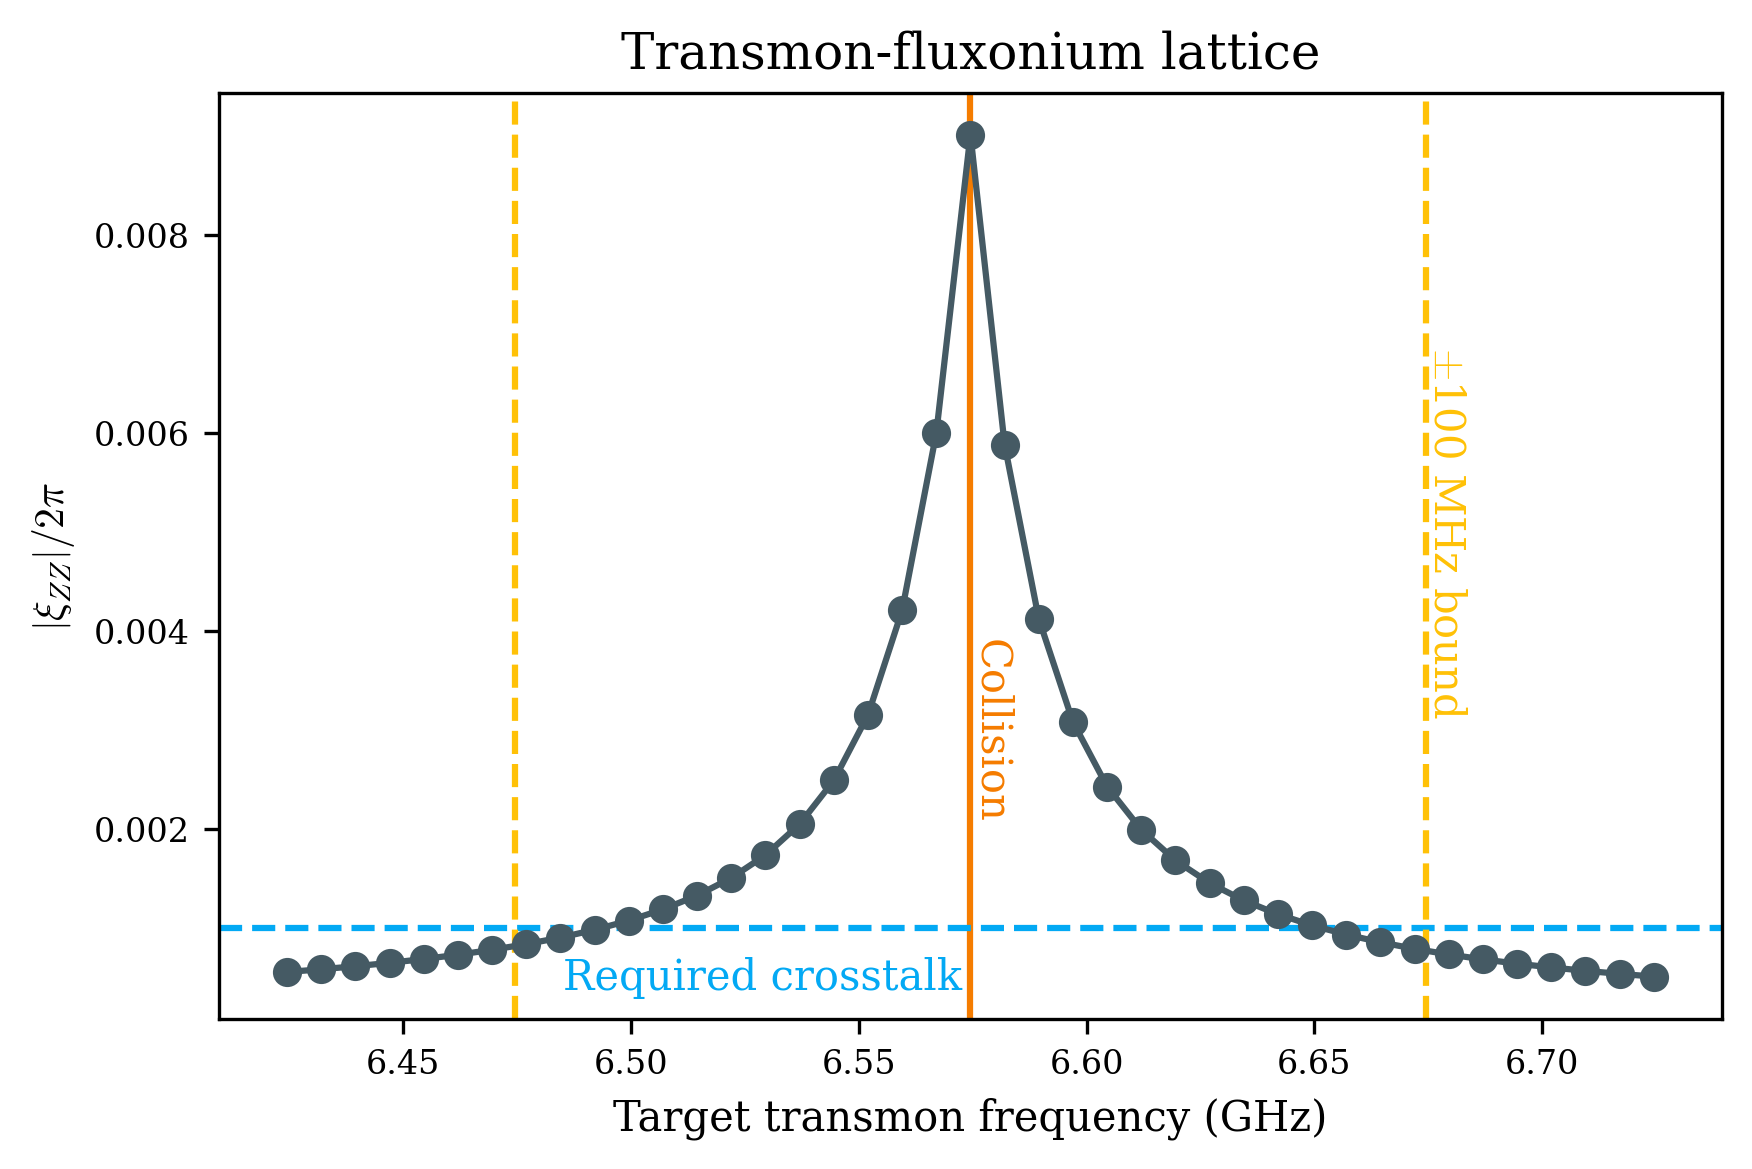 Transmon-fluxonium lattice
|ξ_ZZ|/2π
0.008
0.006
0.004
0.002
±100 MHz bound
Collision
Required crosstalk
6.45 6.50 6.55 6.60 6.65 6.70
Target transmon frequency (GHz)